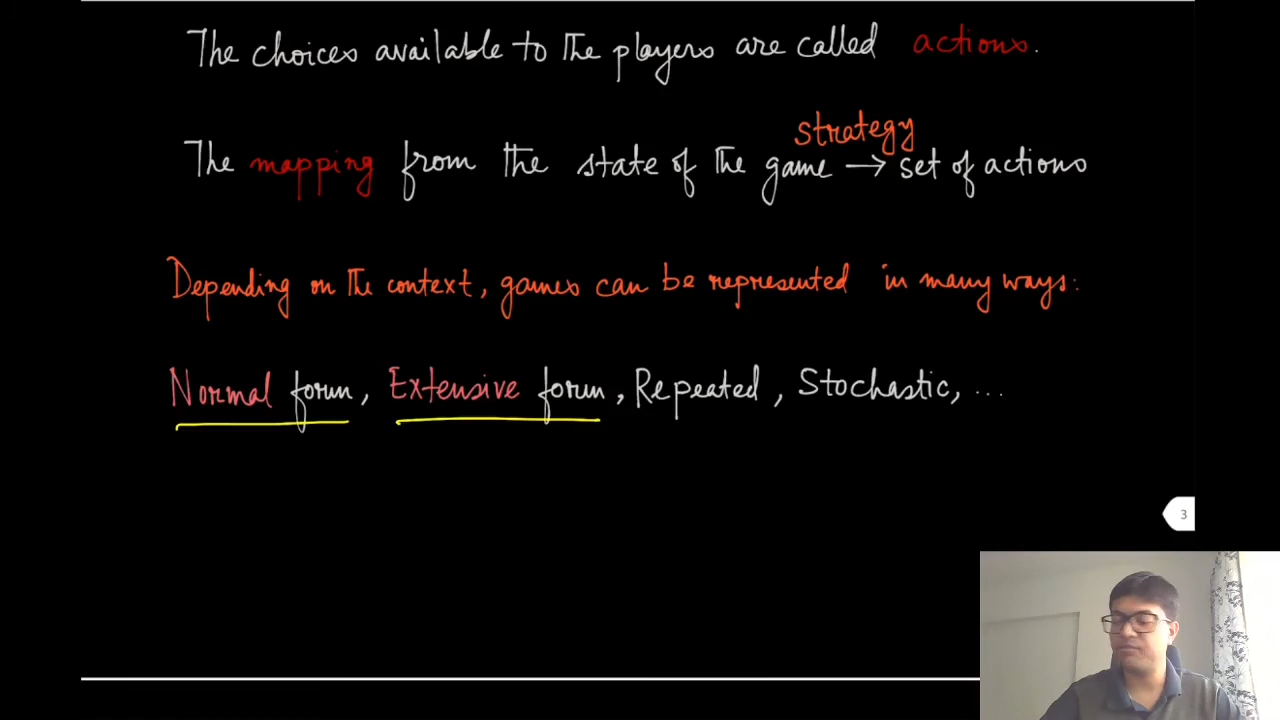 The choices available to the players are called actions.
strategy
The mapping from the state of the game → set of actions
Depending on the context, games can be represented in many ways:
Normal form, Extensive form, Repeated, Stochastic, ...
3